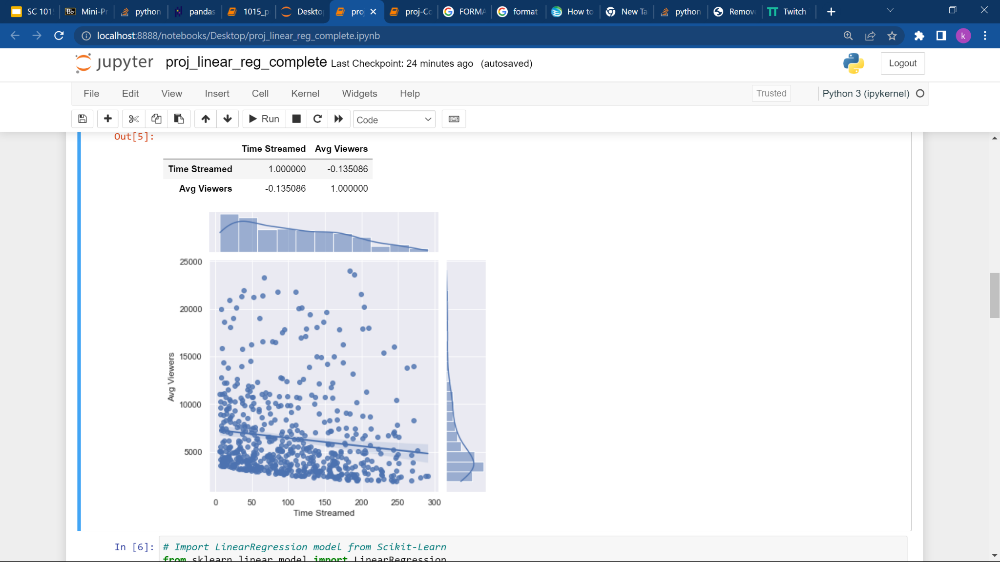 SC 101
Bb Mini-Pr
python
pandas
1015_p
Deskto
pro
proj-Co
FORMA
format
How to
New Ta
python
Remov
Twitch
localhost:8888/notebooks/Desktop/proj_linear_reg_complete.ipynb
k
jupyter proj_linear_reg_complete Last Checkpoint: 24 minutes ago (autosaved)
Logout
File Edit View Insert Cell Kernel Widgets Help
Trusted Python 3 (ipykernel)
Run Code
Out[5]:
Time Streamed Avg Viewers
Time Streamed 1.000000 -0.135086
Avg Viewers -0.135086 1.000000
25000
20000
15000
10000
5000
Avg Viewers
0 50 100 150 200 250 300
Time Streamed
In [6]: # Import LinearRegression model from Scikit-Learn
from sklearn.linear_model import LinearRegression